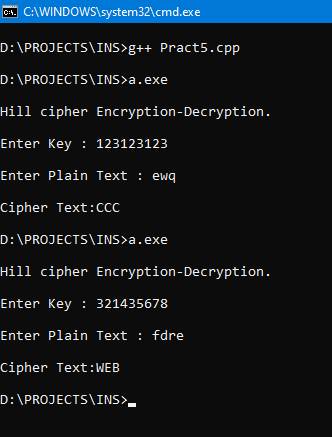 C:\WINDOWS\system32\cmd.exe
D:\PROJECTS\INS>g++ Pract5.cpp
D:\PROJECTS\INS>a.exe
Hill cipher Encryption-Decryption.
Enter Key : 123123123
Enter Plain Text : ewq
Cipher Text:CCC
D:\PROJECTS\INS>a.exe
Hill cipher Encryption-Decryption.
Enter Key : 321435678
Enter Plain Text : fdre
Cipher Text:WEB
D:\PROJECTS\INS>